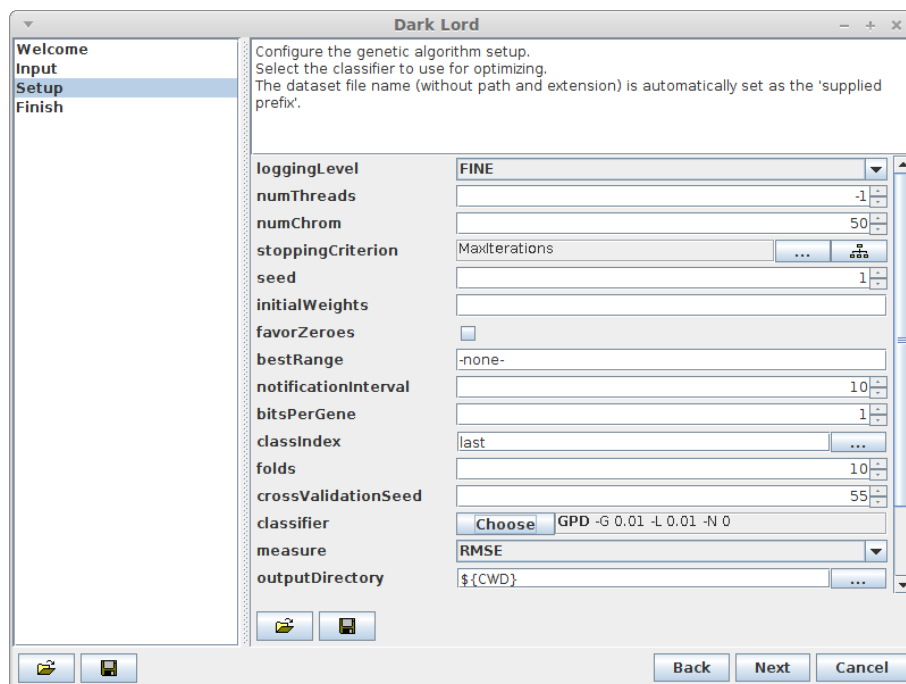 Dark Lord
Welcome
Input
Setup
Finish
Configure the genetic algorithm setup.
Select the classifier to use for optimizing.
The dataset file name (without path and extension) is automatically set as the 'supplied
prefix'.
loggingLevel FINE
numThreads -1
numChrom 50
stoppingCriterion MaxIterations ...
seed 1
initialWeights
favorZeroes
bestRange -none-
notificationInterval 10
bitsPerGene 1
classIndex last ...
folds 10
crossValidationSeed 55
classifier Choose GPD -G 0.01 -L 0.01 -N 0
measure RMSE
outputDirectory ${CWD} ...
Back Next Cancel